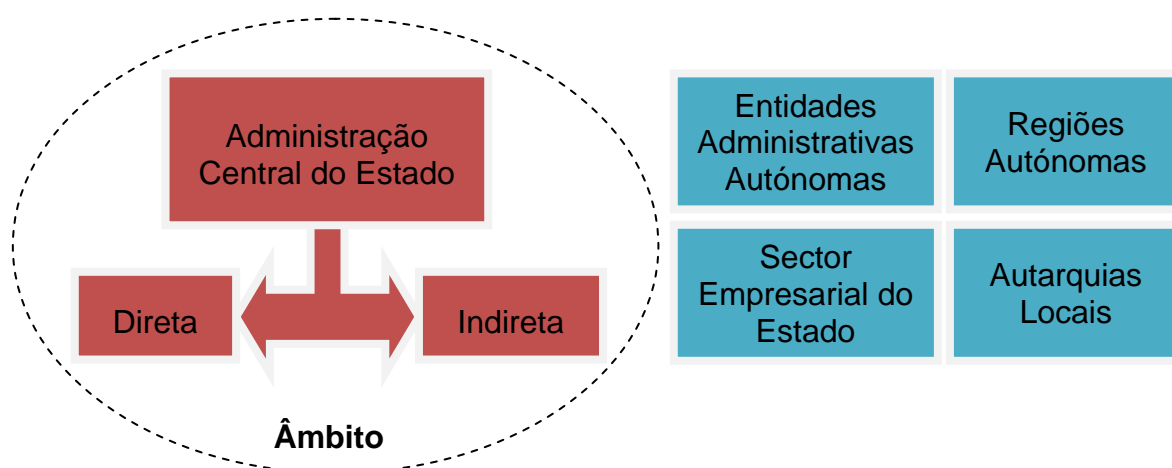 Administração
Central do Estado
Direta
Indireta
Âmbito
Entidades
Administrativas
Autónomas
Regiões
Autónomas
Sector
Empresarial do
Estado
Autarquias
Locais